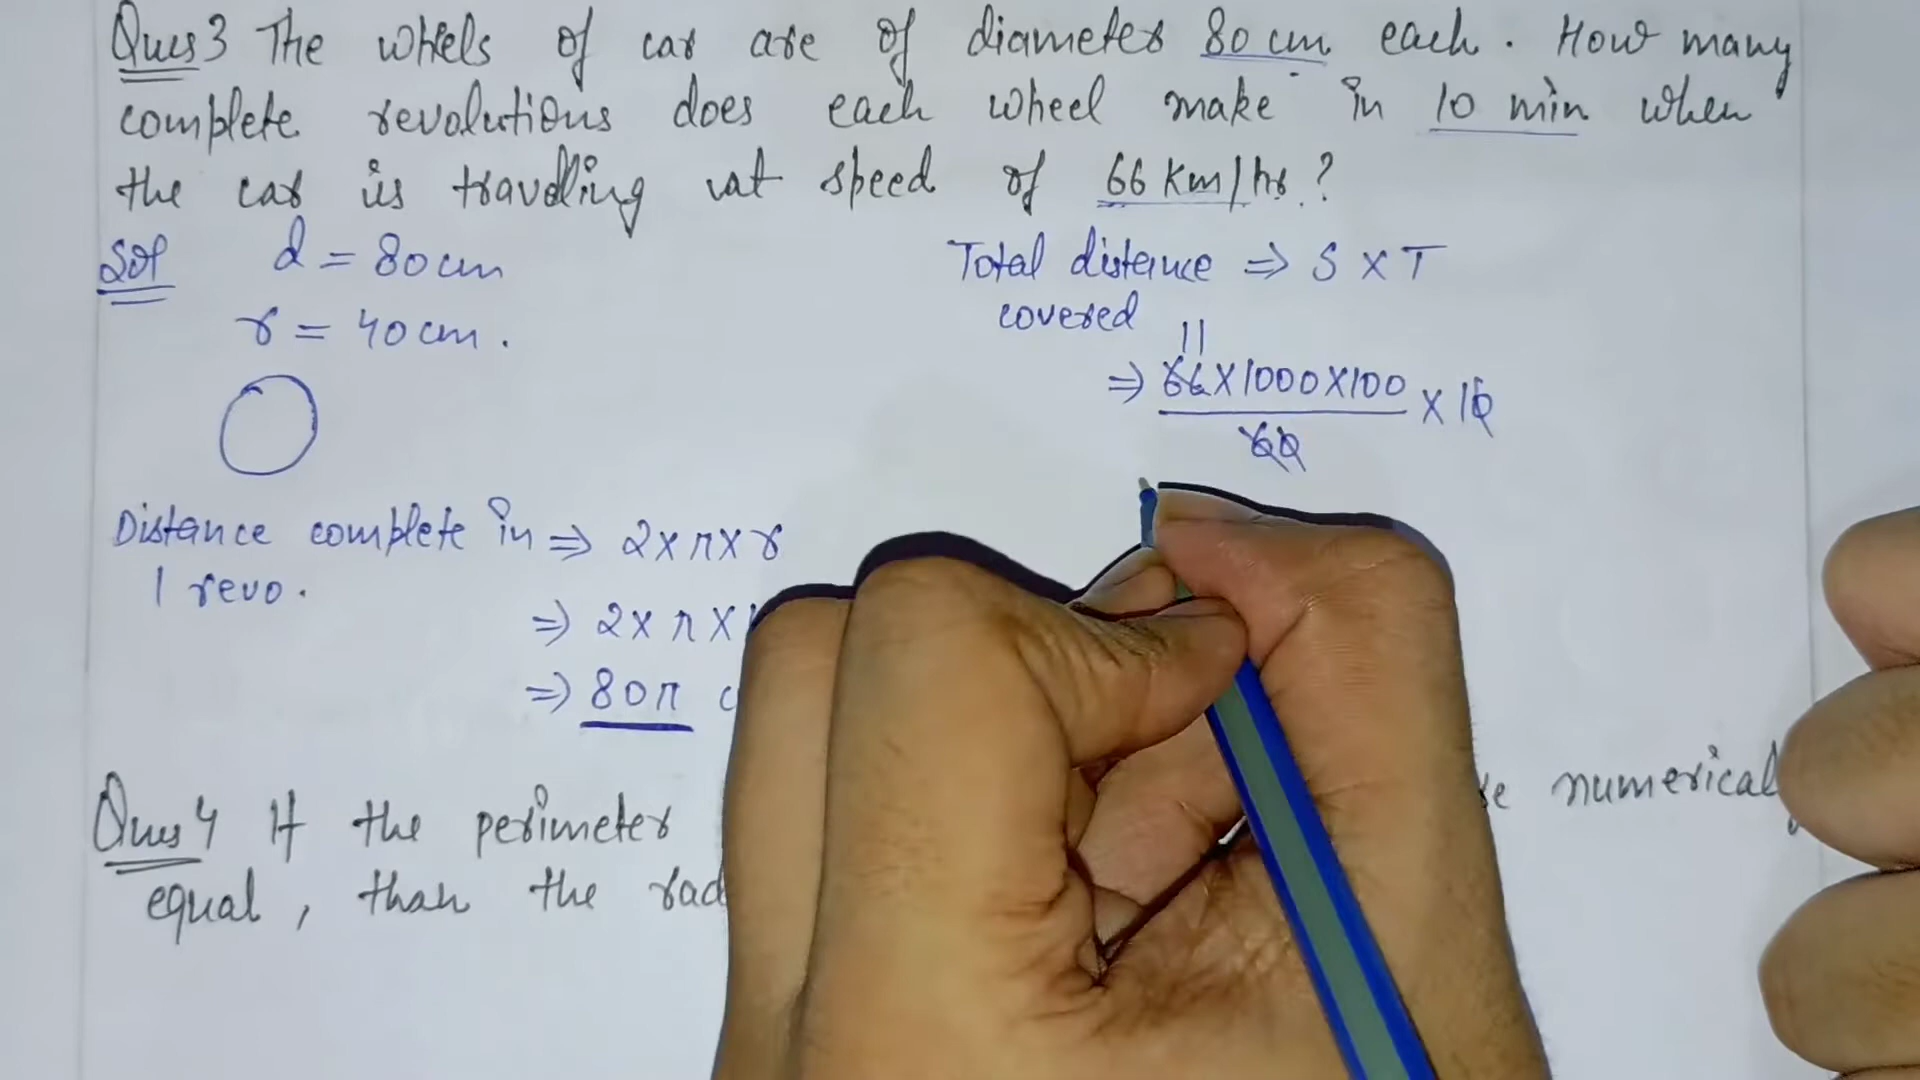 Ques 3 The wheels of car are of diameter 80 cm each. How many
complete revolutions does each wheel make in 10 min when
the car is travelling at speed of 66 Km/hr.?
Sol
d = 80 cm
r = 40 cm.
Distance complete in ⇒ 2 × π × r
1 revo.
⇒ 2 × π ×
⇒ 80π
Total distance ⇒ S × T
covered
11
⇒ 66 × 1000 × 100 × 10
60
Ques 4 If the perimeter numerical
equal, than the